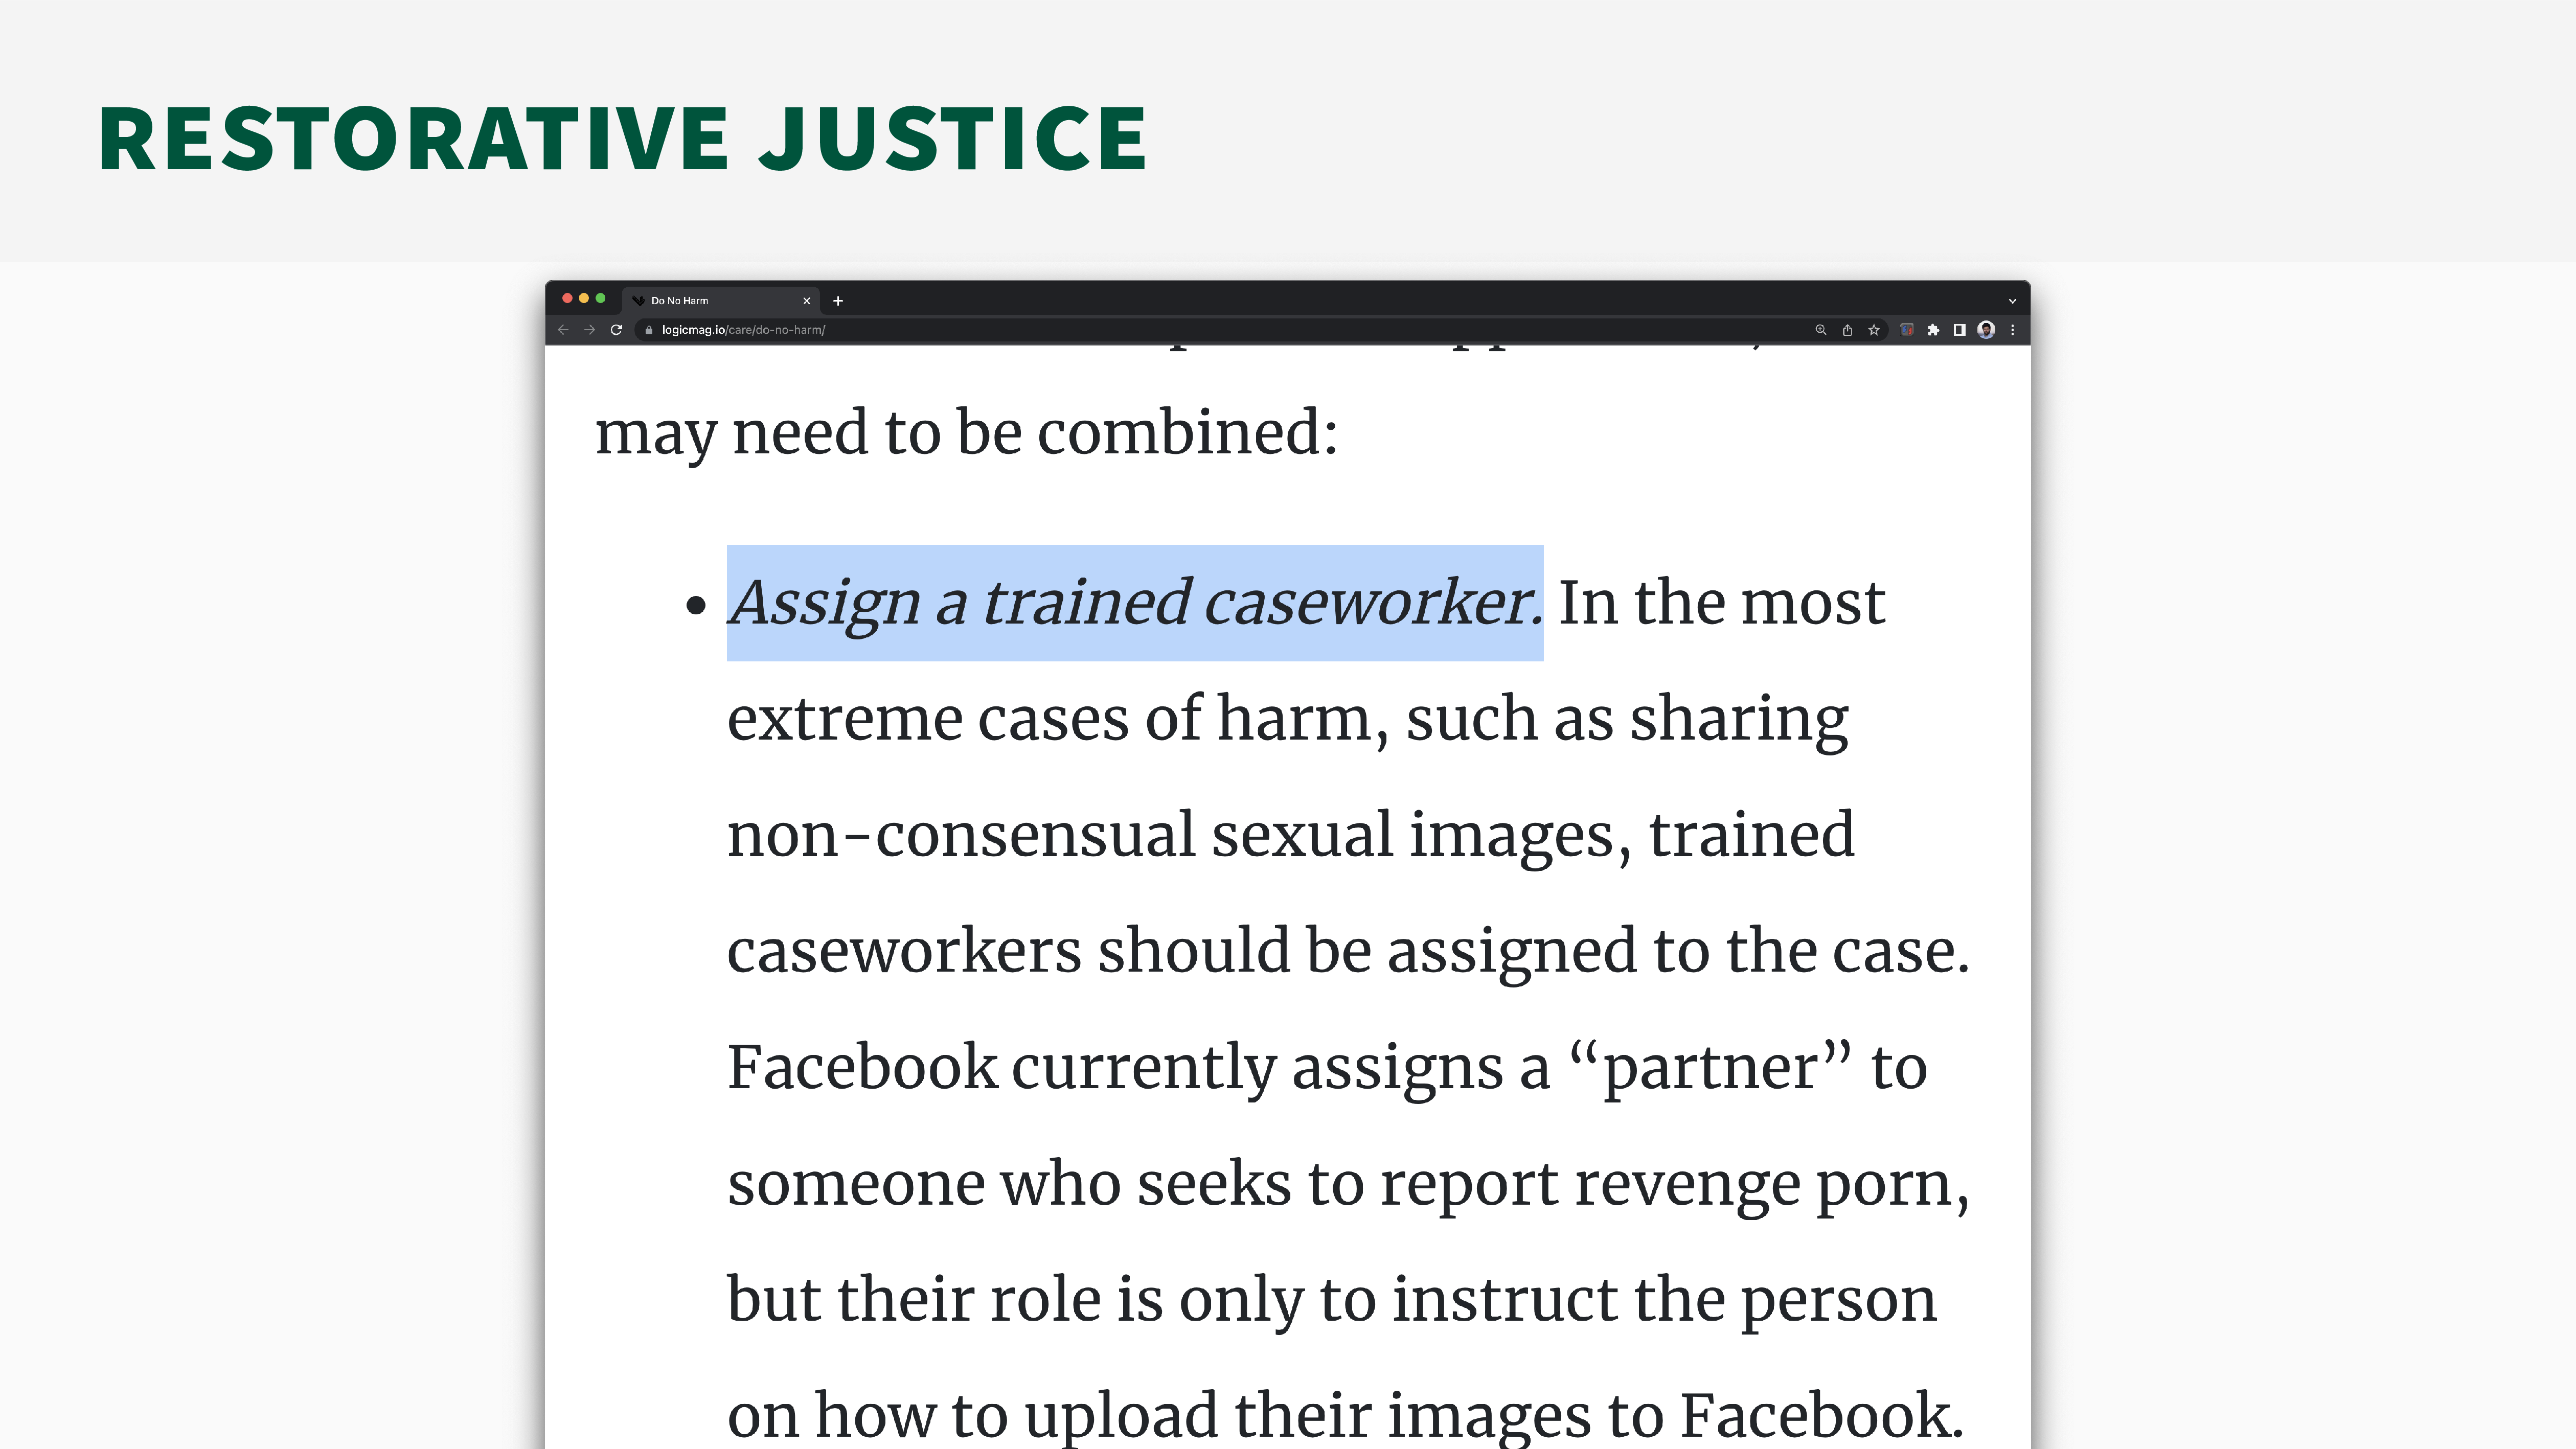 RESTORATIVE JUSTICE
Do No Harm
logicmag.io/care/do-no-harm/
may need to be combined:
• Assign a trained caseworker. In the most
extreme cases of harm, such as sharing
non-consensual sexual images, trained
caseworkers should be assigned to the case.
Facebook currently assigns a “partner” to
someone who seeks to report revenge porn,
but their role is only to instruct the person
on how to upload their images to Facebook.